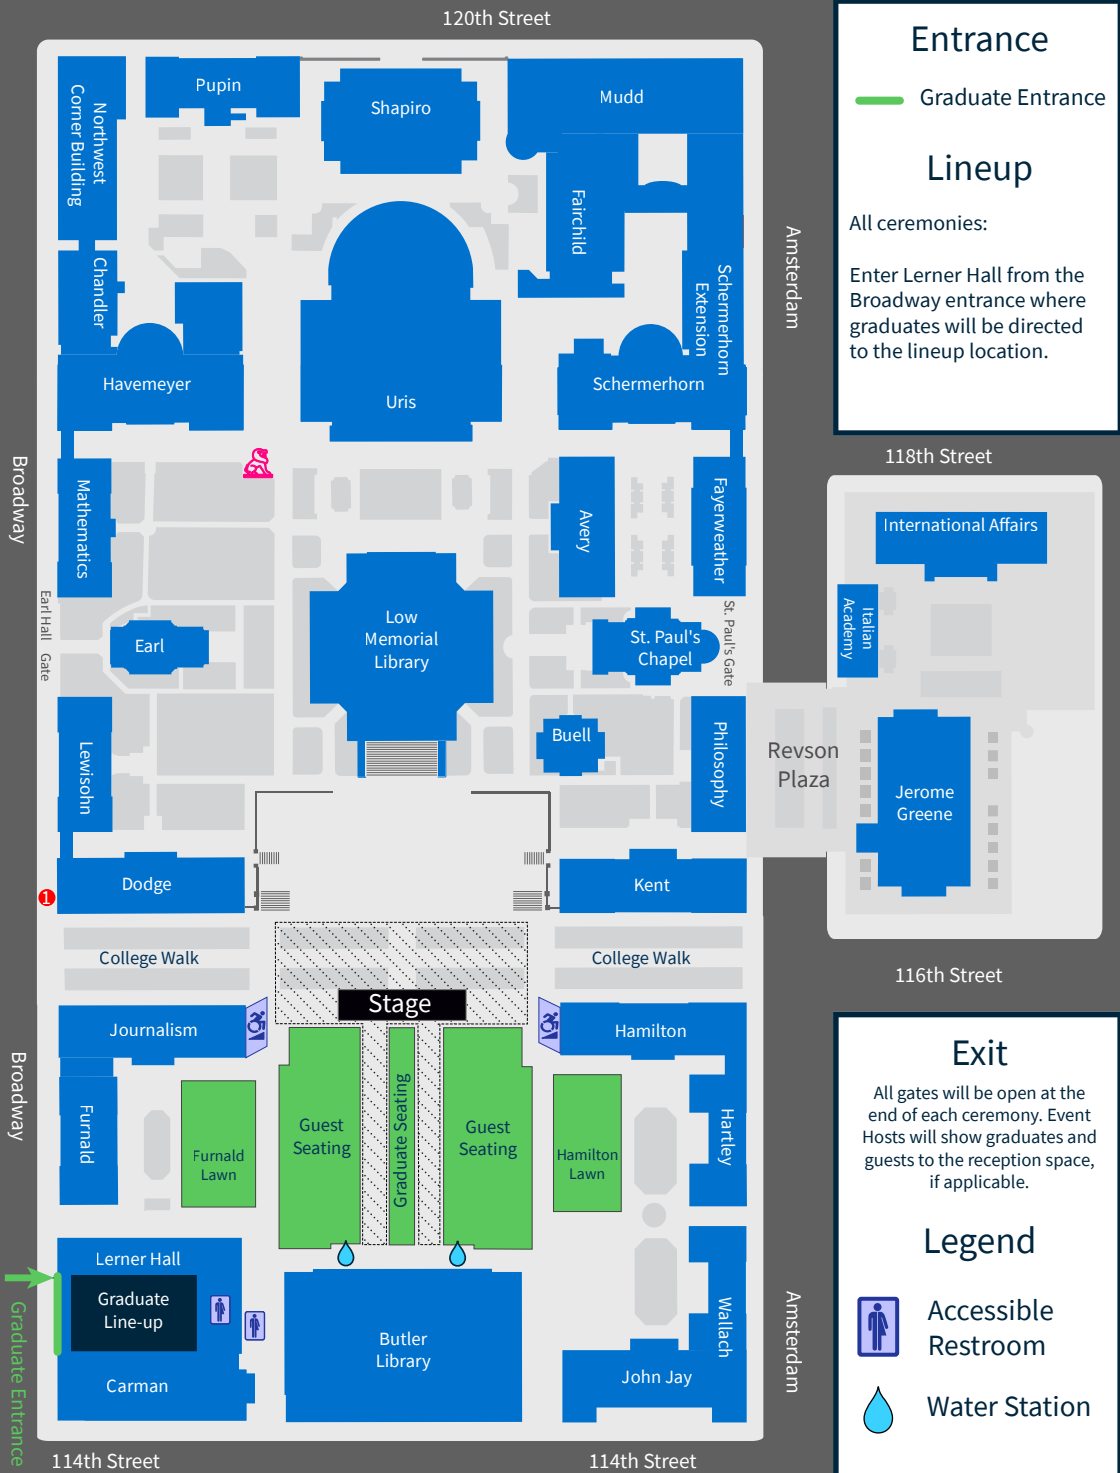 120th Street
Entrance
Graduate Entrance
Lineup
All ceremonies:
Enter Lerner Hall from the
Broadway entrance where
graduates will be directed
to the lineup location.
Pupin
Shapiro
Mudd
Northwest
Corner Building
Fairchild
Amsterdam
Chandler
Schermerhorn
Extension
Havemeyer
Uris
Schermerhorn
Broadway
118th Street
Mathematics
Avery
Fayerweather
International Affairs
Earl Hall Gate
Earl
Low
Memorial
Library
St. Paul's
Chapel
St. Paul's Gate
Italian
Academy
Lewisohn
Buell
Philosophy
Revson
Plaza
Jerome
Greene
1
Dodge
Kent
College Walk
College Walk
116th Street
Stage
Journalism
Hamilton
Broadway
Furnald
Furnald
Lawn
Guest
Seating
Graduate Seating
Guest
Seating
Hamilton
Lawn
Hartley
Exit
All gates will be open at the
end of each ceremony. Event
Hosts will show graduates and
guests to the reception space,
if applicable.
Legend
Accessible
Restroom
Water Station
Lerner Hall
Graduate
Line-up
Graduate Entrance
Carman
Butler
Library
Wallach
John Jay
Amsterdam
114th Street
114th Street